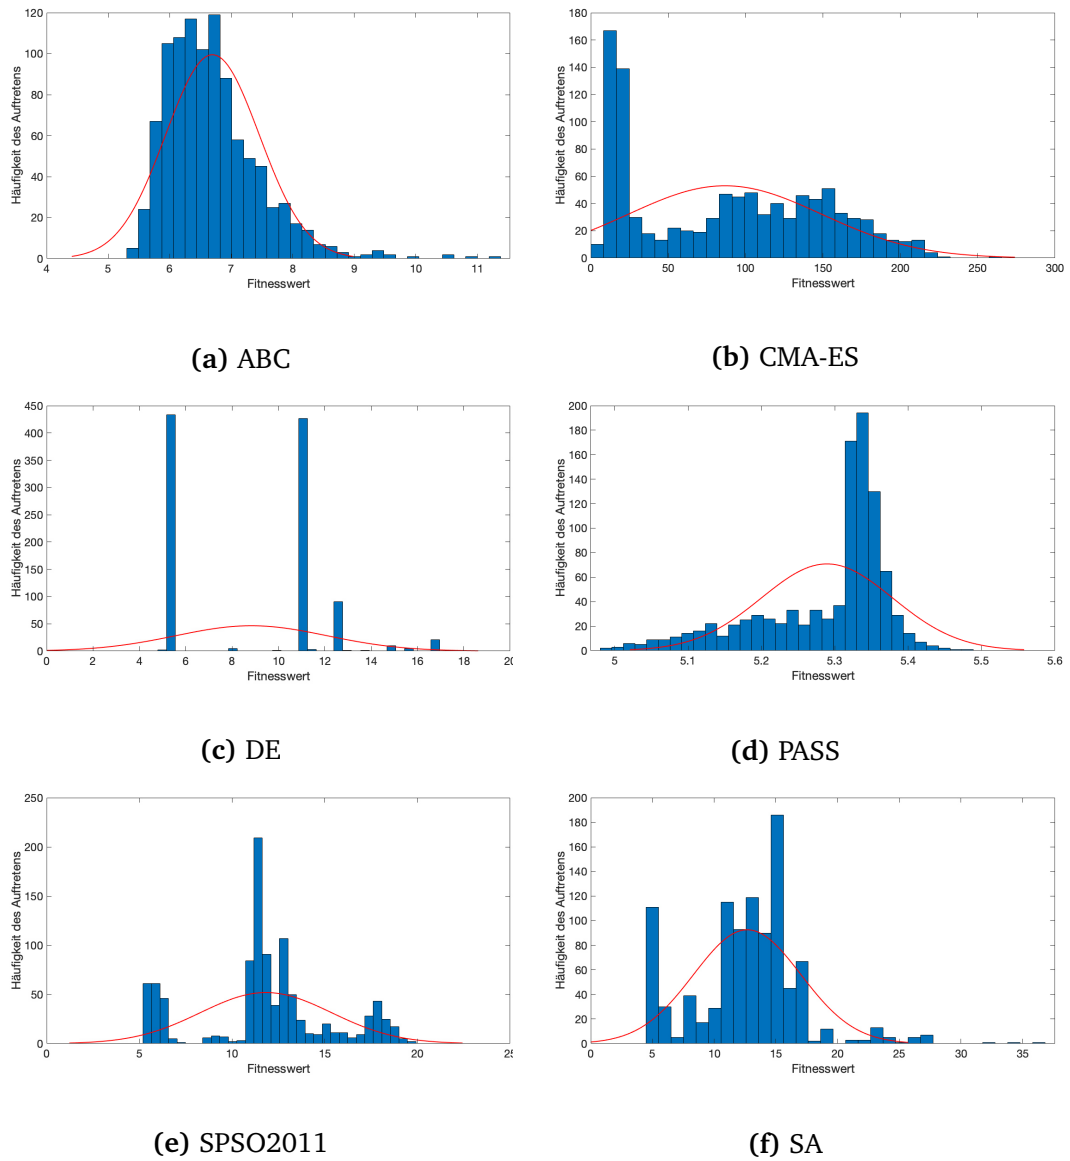 120
100
80
60
40
20
0
Häufigkeit des Auftretens
4 5 6 7 8 9 10 11
Fitnesswert
(a) ABC
180
160
140
120
100
80
60
40
20
0
Häufigkeit des Auftretens
0 50 100 150 200 250 300
Fitnesswert
(b) CMA-ES
450
400
350
300
250
200
150
100
50
0
Häufigkeit des Auftretens
0 2 4 6 8 10 12 14 16 18 20
Fitnesswert
(c) DE
200
180
160
140
120
100
80
60
40
20
0
Häufigkeit des Auftretens
5 5.1 5.2 5.3 5.4 5.5 5.6
Fitnesswert
(d) PASS
250
200
150
100
50
0
Häufigkeit des Auftretens
0 5 10 15 20 25
Fitnesswert
(e) SPSO2011
200
180
160
140
120
100
80
60
40
20
0
Häufigkeit des Auftretens
0 5 10 15 20 25 30 35
Fitnesswert
(f) SA